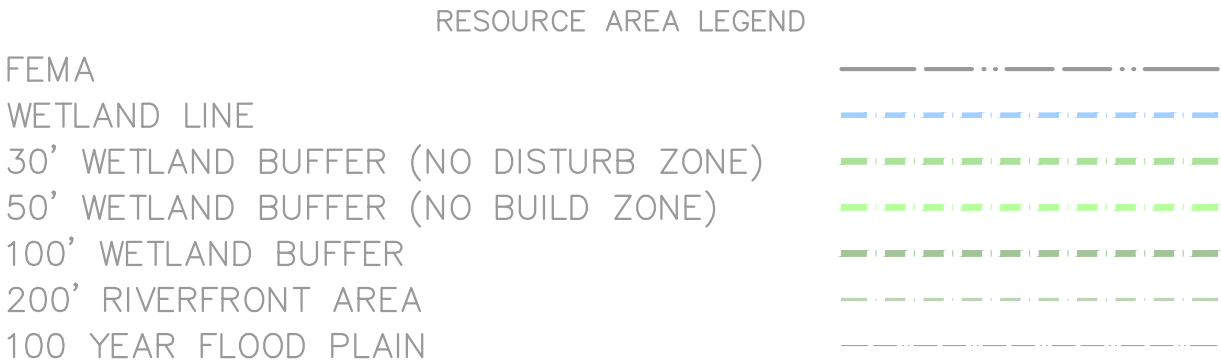 RESOURCE AREA LEGEND
FEMA
WETLAND LINE
30' WETLAND BUFFER (NO DISTURB ZONE)
50' WETLAND BUFFER (NO BUILD ZONE)
100' WETLAND BUFFER
200' RIVERFRONT AREA
100 YEAR FLOOD PLAIN